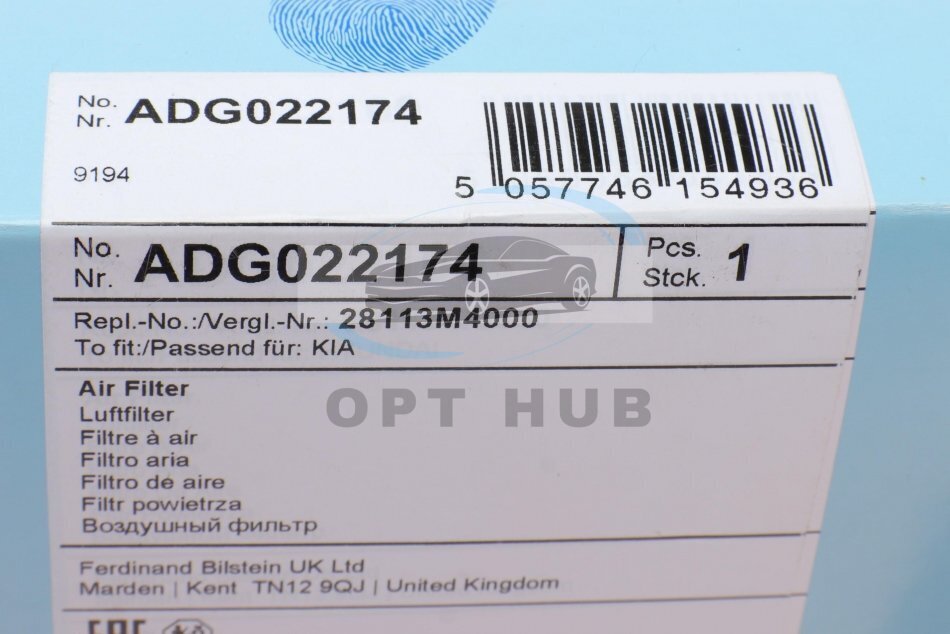 No. ADG022174
Nr.
9194
5 057746 154936
No. ADG022174
Nr.
Pcs. 1
Stck.
Repl.-No.:/Vergl.-Nr.: 28113M4000
To fit:/Passend für: KIA
OPT HUB
Air Filter
Luftfilter
Filtre à air
Filtro aria
Filtro de aire
Filtr powietrza
Воздушный фильтр
Ferdinand Bilstein UK Ltd
Marden | Kent TN12 9QJ | United Kingdom
EAC